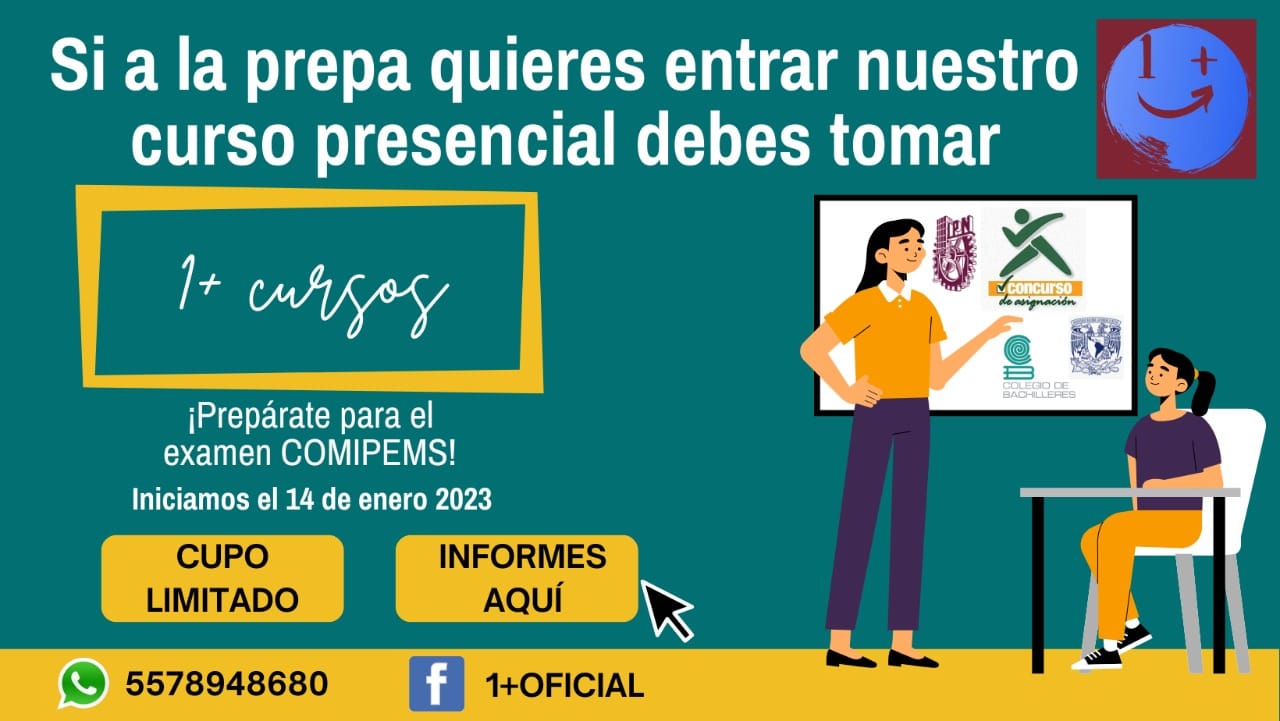 Si a la prepa quieres entrar nuestro
curso presencial debes tomar
1+
1+ cursos
IPN
CONCURSO
de asignación
COLEGIO DE
BACHILLERES
¡Prepárate para el
examen COMIPEMS!
Iniciamos el 14 de enero 2023
CUPO
LIMITADO
INFORMES
AQUÍ
5578948680
f
1+OFICIAL